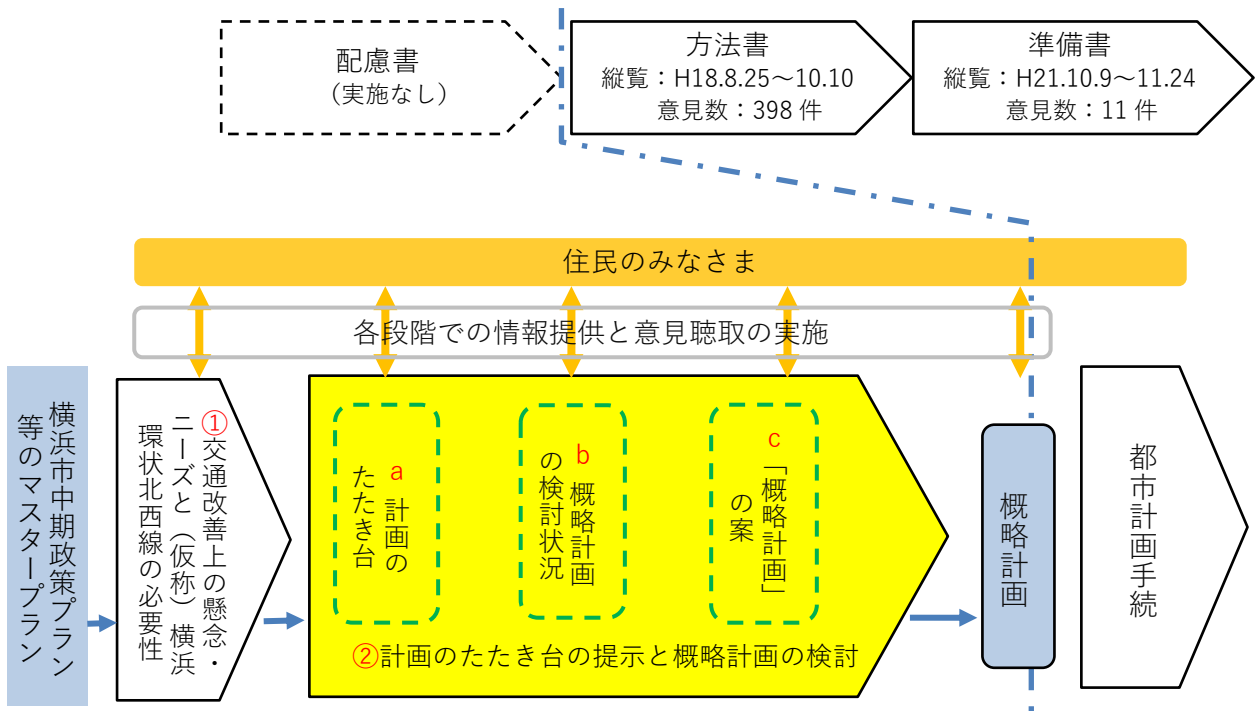 配慮書
（実施なし）
方法書
縦覧：H18.8.25～10.10
意見数：398 件
準備書
縦覧：H21.10.9～11.24
意見数：11 件
住民のみなさま
各段階での情報提供と意見聴取の実施
横浜市中期政策プラン
等のマスタープラン
①交通改善上の懸念・
ニーズと（仮称）横浜
環状北西線の必要性
a 計画の
たたき台
b 概略計画
の検討状況
c「概略計画」
の案
②計画のたたき台の提示と概略計画の検討
概略計画
都市計画手続